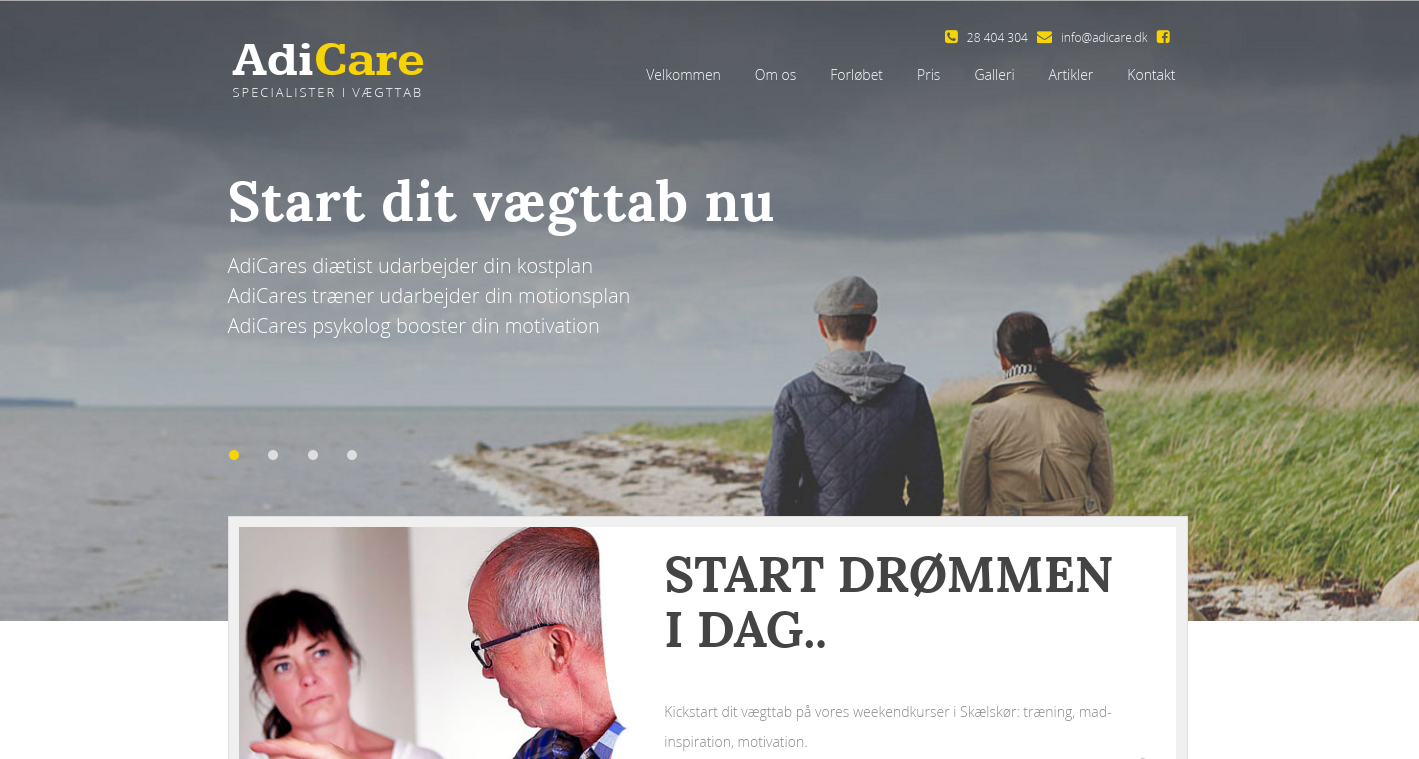 28 404 304 info@adicare.dk
AdiCare
SPECIALISTER I VÆGTTAB
Velkommen Om os Forløbet Pris Galleri Artikler Kontakt
Start dit vægttab nu
AdiCares diætist udarbejder din kostplan
AdiCares træner udarbejder din motionsplan
AdiCares psykolog booster din motivation
START DRØMMEN
I DAG..
Kickstart dit vægttab på vores weekendkurser i Skælskør: træning, mad-
inspiration, motivation.